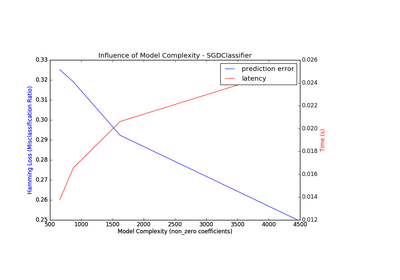 Influence of Model Complexity - SGDClassifier
prediction error
latency
0.33
0.32
0.31
0.30
0.29
0.28
0.27
0.26
0.25
Hamming Loss (Misclassification Ratio)
0.026
0.024
0.022
0.020
0.018
0.016
0.014
0.012
Time (s)
500 1000 1500 2000 2500 3000 3500 4000 4500
Model Complexity (non_zero coefficients)